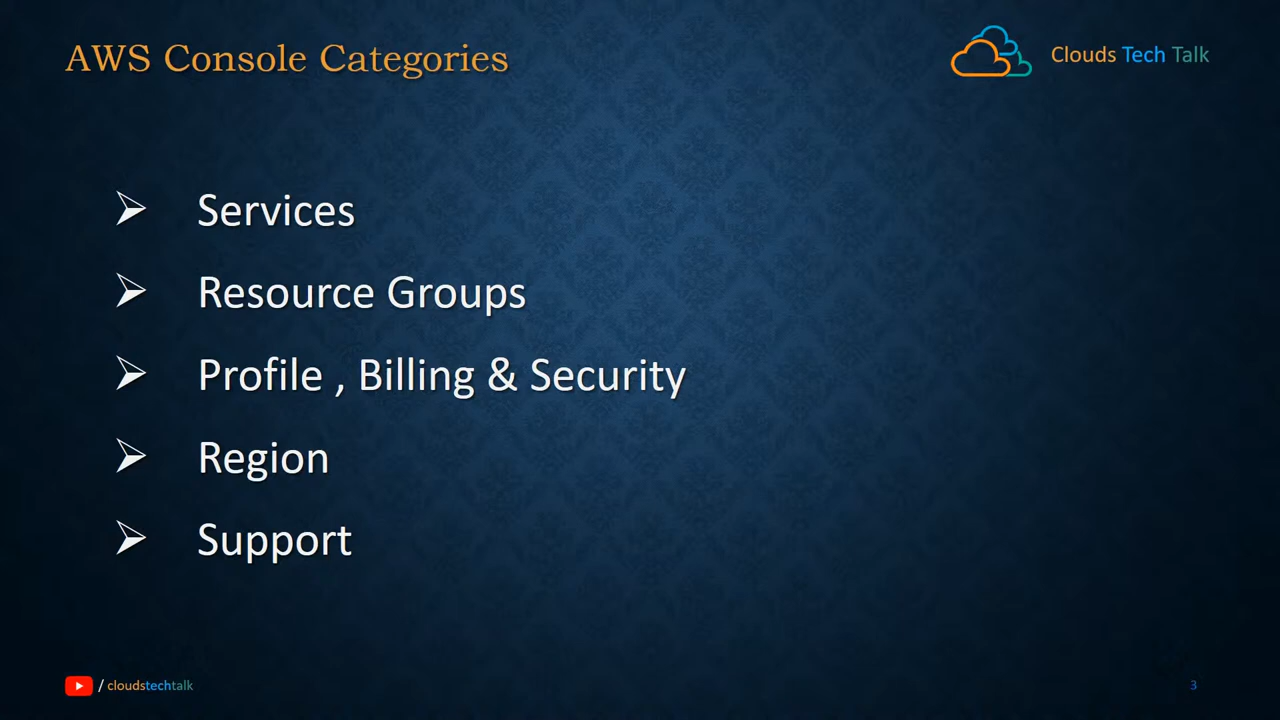 AWS Console Categories
Clouds Tech Talk
Services
Resource Groups
Profile , Billing & Security
Region
Support
/ cloudstechtalk
3